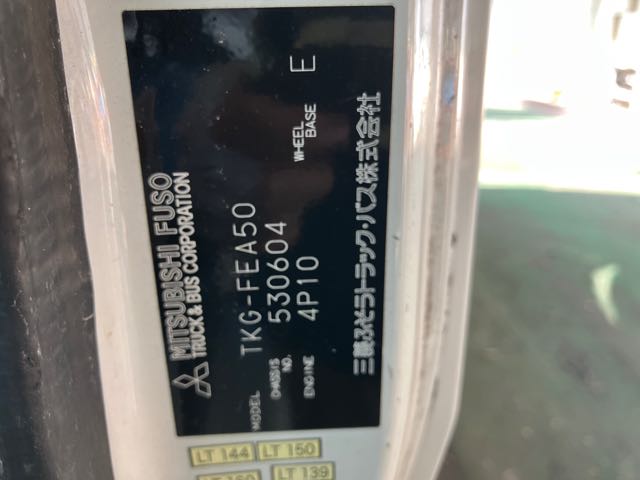 MITSUBISHI FUSO
TRUCK & BUS CORPORATION
MODEL TKG-FEA50
CHASSIS NO. 530604
ENGINE 4P10 WHEEL BASE E
三菱ふそうトラック・バス株式会社
LT 144 LT 150
LT 139